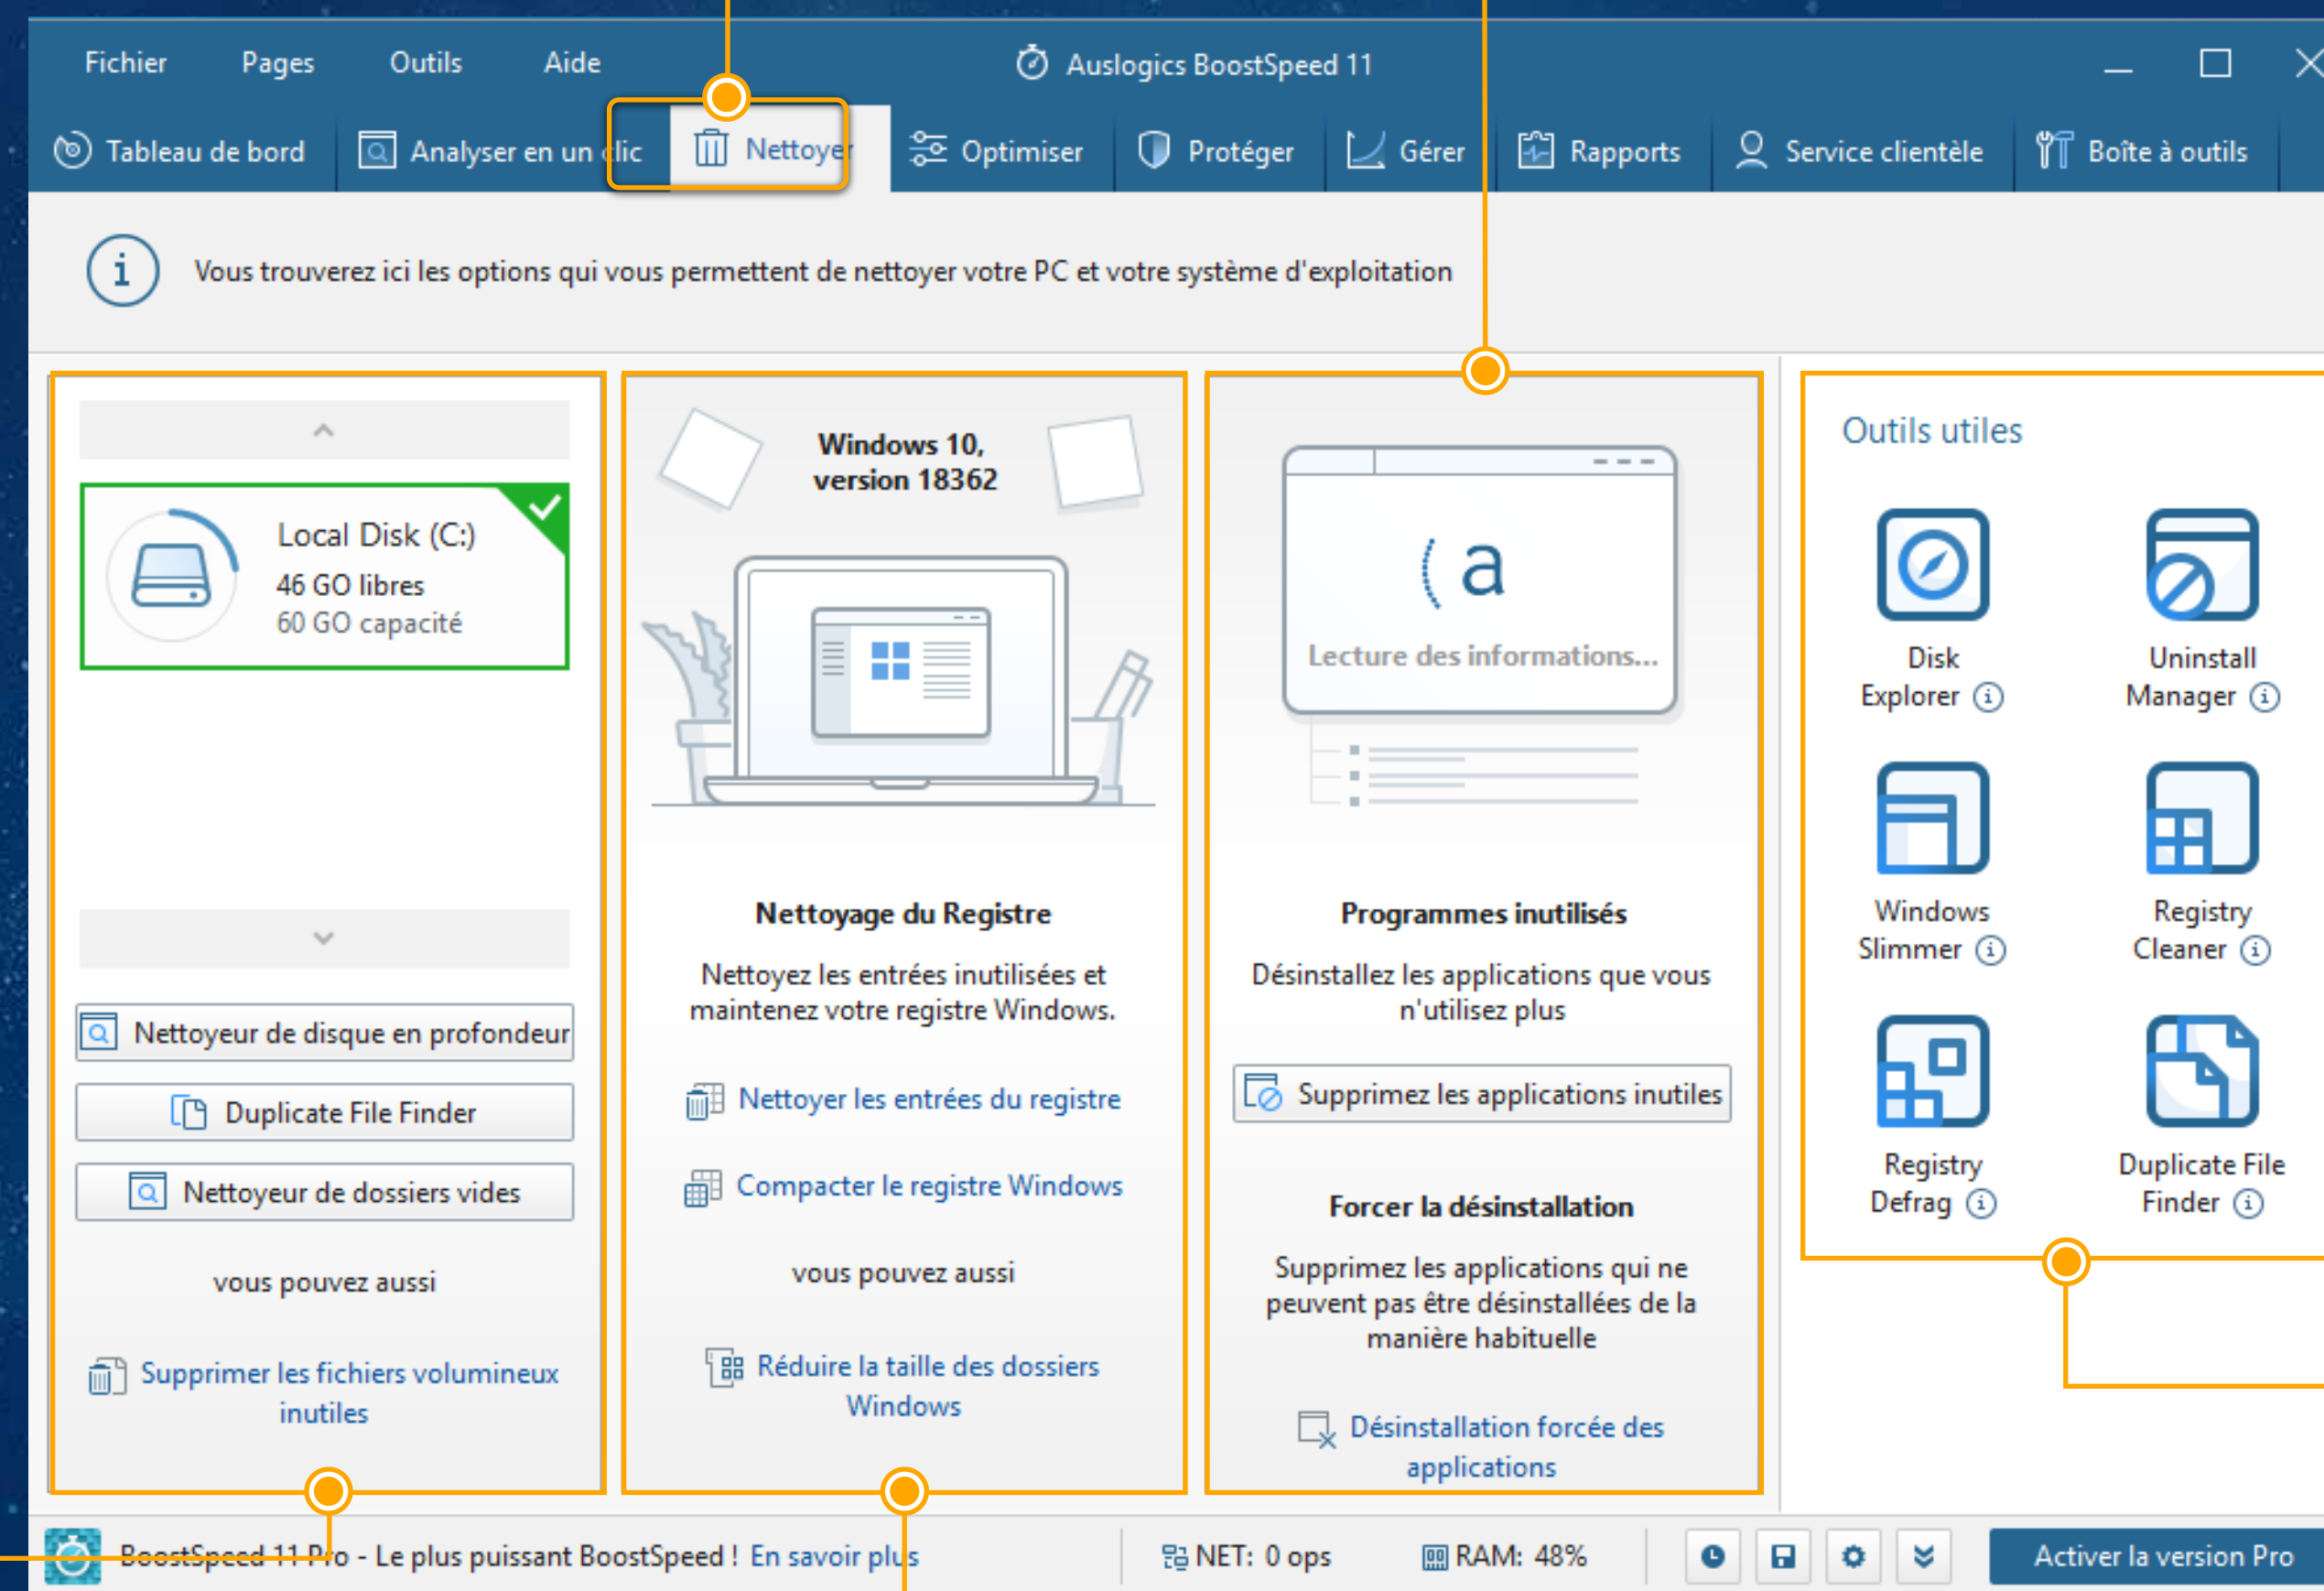 Fichier Pages Outils Aide Auslogics BoostSpeed 11
Tableau de bord Analyser en un clic Nettoyer Optimiser Protéger Gérer Rapports Service clientèle Boîte à outils
Vous trouverez ici les options qui vous permettent de nettoyer votre PC et votre système d'exploitation
Local Disk (C:)
46 GO libres
60 GO capacité
Nettoyeur de disque en profondeur
Duplicate File Finder
Nettoyeur de dossiers vides
vous pouvez aussi
Supprimer les fichiers volumineux
inutiles
Windows 10,
version 18362
Nettoyage du Registre
Nettoyez les entrées inutilisées et
maintenez votre registre Windows.
Nettoyer les entrées du registre
Compacter le registre Windows
vous pouvez aussi
Réduire la taille des dossiers
Windows
( a
Lecture des informations...
Programmes inutilisés
Désinstallez les applications que vous
n'utilisez plus
Supprimez les applications inutiles
Forcer la désinstallation
Supprimez les applications qui ne
peuvent pas être désinstallées de la
manière habituelle
Désinstallation forcée des
applications
Outils utiles
Disk
Explorer
Uninstall
Manager
Windows
Slimmer
Registry
Cleaner
Registry
Defrag
Duplicate File
Finder
BoostSpeed 11 Pro - Le plus puissant BoostSpeed ! En savoir plus
NET: 0 ops
RAM: 48%
Activer la version Pro